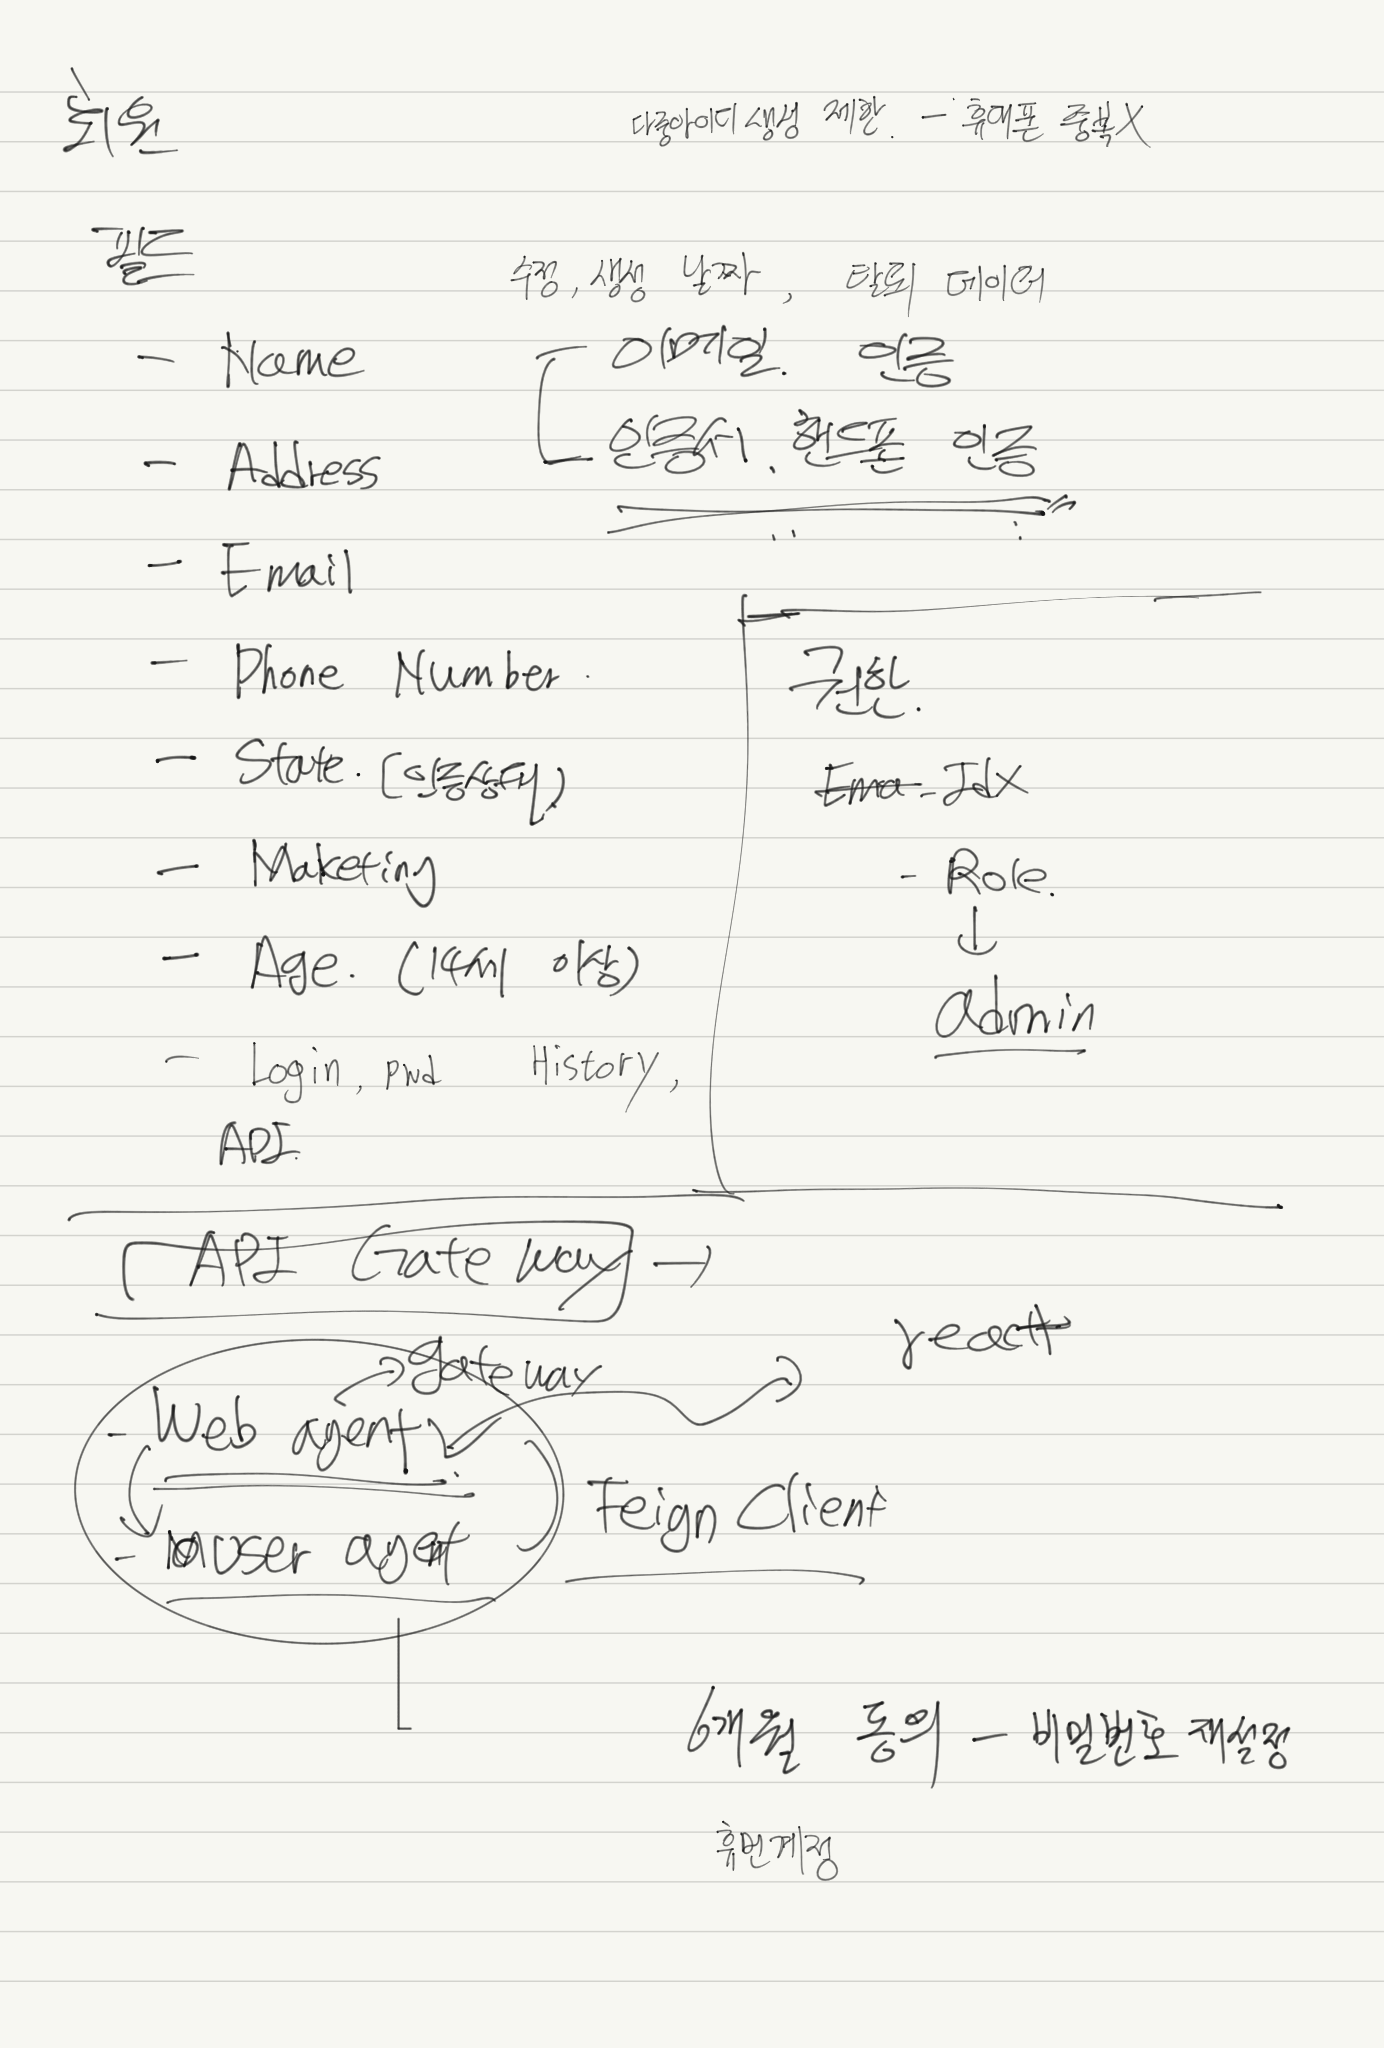 회원
다중아이디 생성 제한. - 휴대폰 중복X
필드
수정, 생성 날짜, 탈퇴 데이터
- Name
이메일. 인증
- Address
인증서, 핸드폰 인증
- Email
- Phone Number.
권한.
- State. (인증상태)
Ema - Idx
- Maketing
- Role.
- Age. (14세 이상)
admin
- Login, pwd History,
API.
API Gate way →
react
gateway
- Web agent
Feign Client
- user agent
6개월 동의 - 비밀번호 재설정
휴면계정